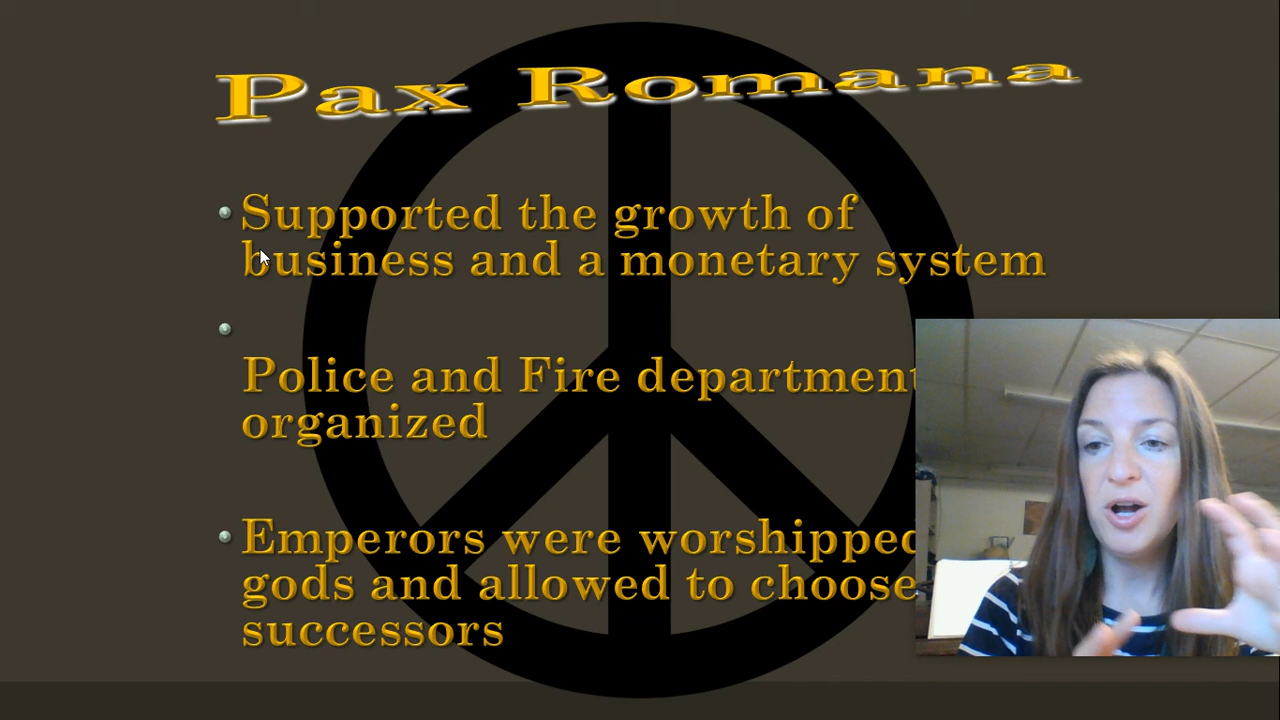 Pax Romana
Supported the growth of
business and a monetary system
Police and Fire department
organized
Emperors were worshipped
gods and allowed to choose
successors